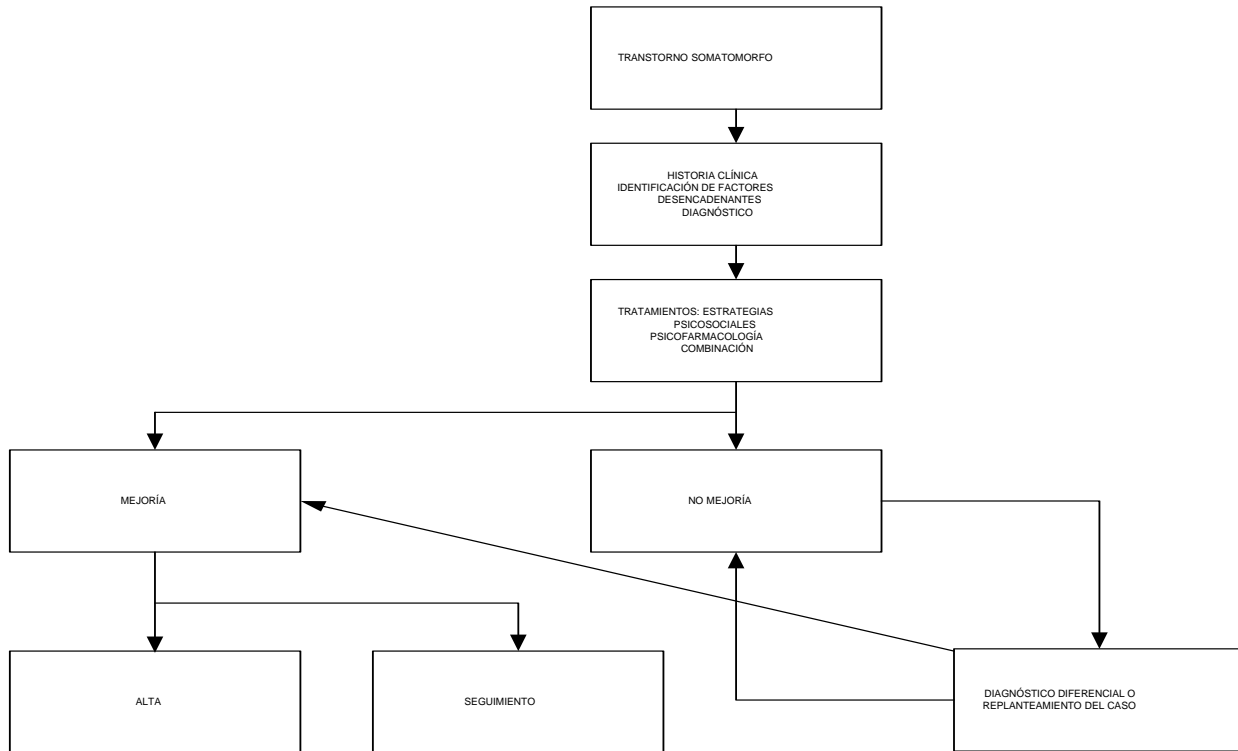 TRANSTORNO SOMATOMORFO
HISTORIA CLÍNICA
IDENTIFICACIÓN DE FACTORES
DESENCADENANTES
DIAGNÓSTICO
TRATAMIENTOS: ESTRATEGIAS
PSICOSOCIALES
PSICOFARMACOLOGÍA
COMBINACIÓN
MEJORÍA
NO MEJORÍA
ALTA
SEGUIMIENTO
DIAGNÓSTICO DIFERENCIAL O
REPLANTEAMIENTO DEL CASO